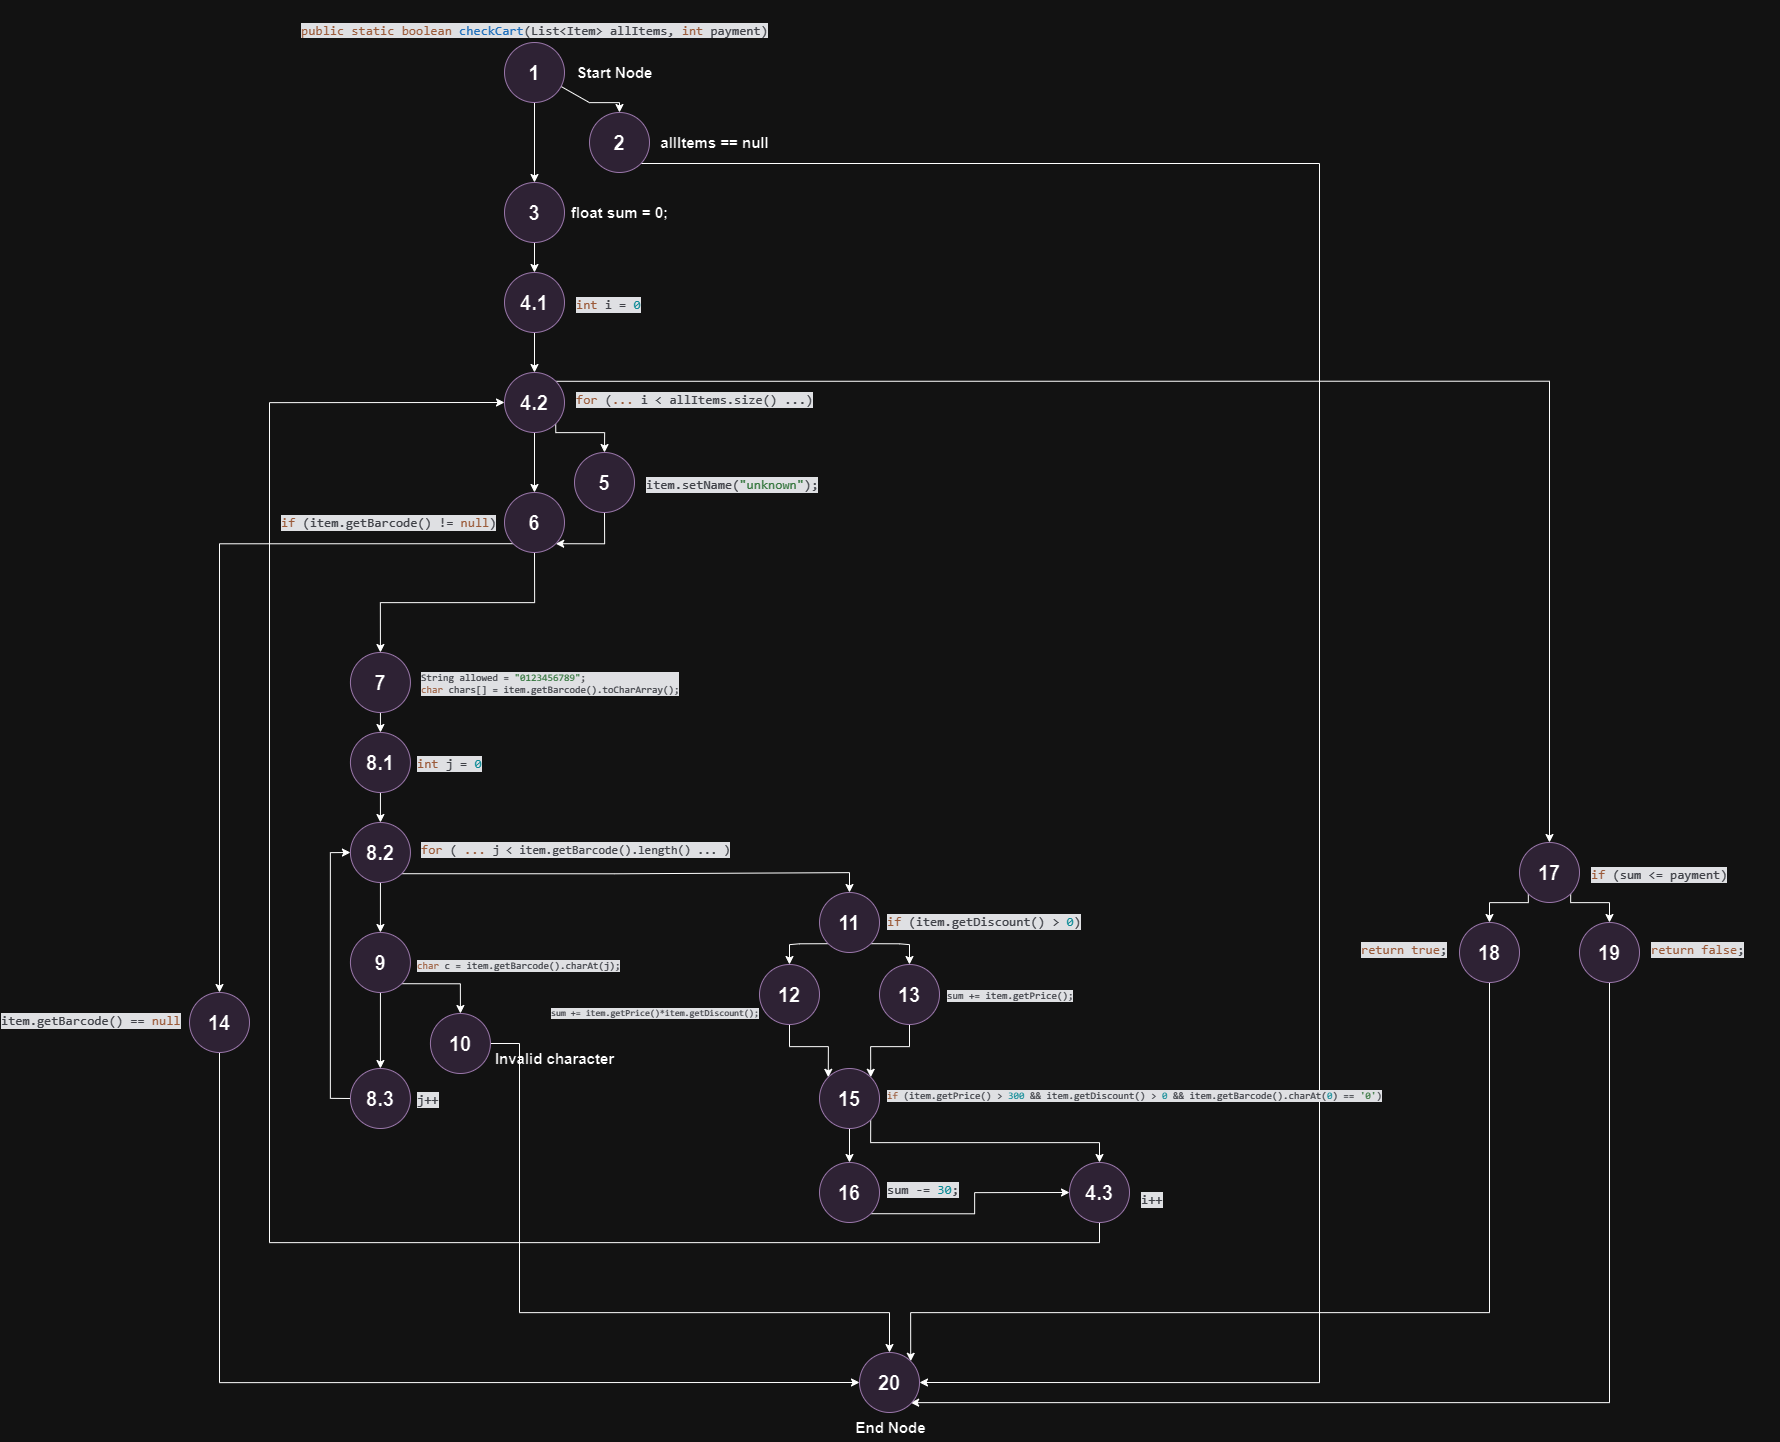 public static boolean checkCart(List<Item> allItems, int payment)
1
Start Node
2
allItems == null
3
float sum = 0;
4.1
int i = 0
4.2
for (... i < allItems.size() ...)
5
item.setName("unknown");
if (item.getBarcode() != null)
6
7
String allowed = "0123456789";
char chars[] = item.getBarcode().toCharArray();
8.1
int j = 0
8.2
for ( ... j < item.getBarcode().length() ... )
17
if (sum <= payment)
11
if (item.getDiscount() > 0)
return true;
18
19
return false;
9
char c = item.getBarcode().charAt(j);
12
13
sum += item.getPrice();
sum += item.getPrice()*item.getDiscount();
item.getBarcode() == null
14
10
Invalid character
8.3
j++
15
if (item.getPrice() > 300 && item.getDiscount() > 0 && item.getBarcode().charAt(0) == '0')
16
sum -= 30;
4.3
i++
20
End Node